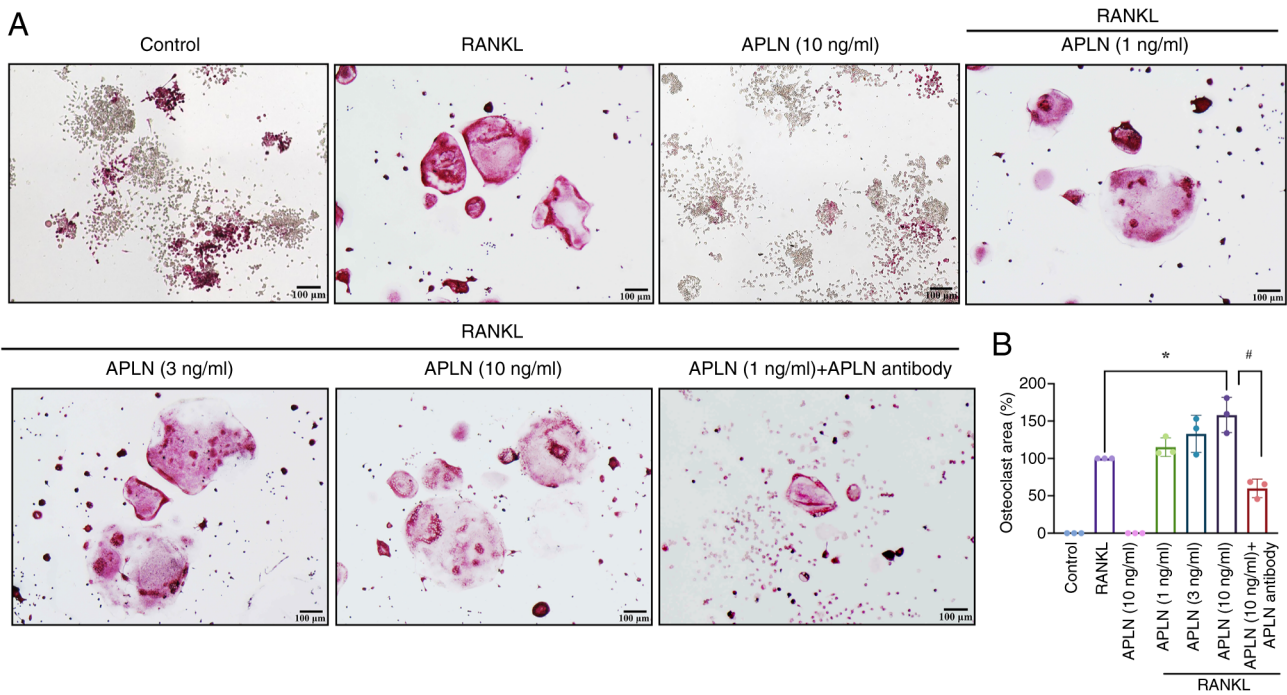 A
Control
RANKL
APLN (10 ng/ml)
RANKL
APLN (1 ng/ml)
100 µm
100 µm
100 µm
100 µm
RANKL
APLN (3 ng/ml)
APLN (10 ng/ml)
APLN (1 ng/ml)+APLN antibody
100 µm
100 µm
100 µm
B
*
#
Osteoclast area (%)
200
150
100
50
0
Control
RANKL
APLN (10 ng/ml)
APLN (1 ng/ml)
APLN (3 ng/ml)
APLN (10 ng/ml)
APLN (10 ng/ml)+
APLN antibody
RANKL